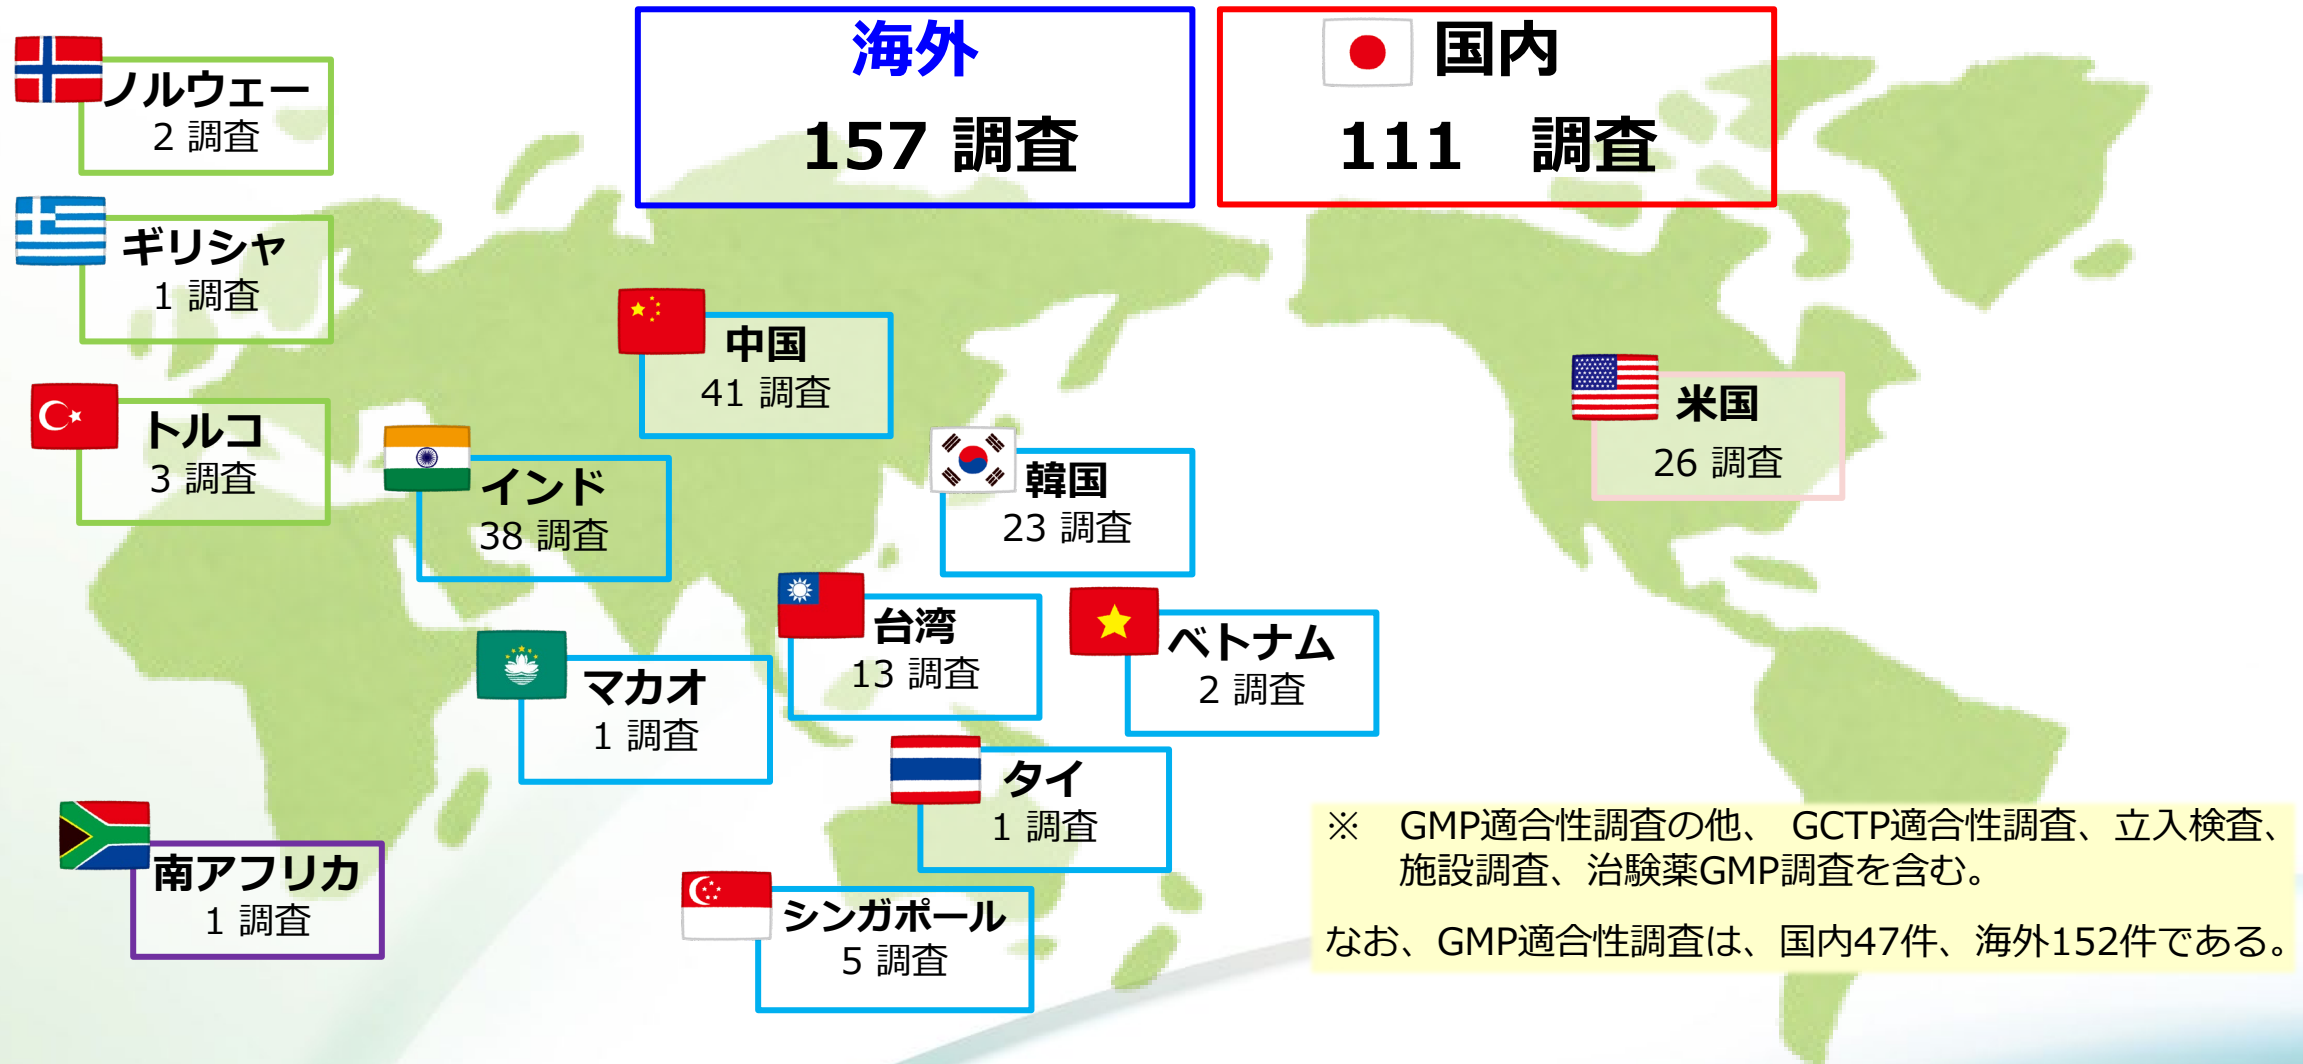 海外
157 調査
国内
111 調査
ノルウェー
2 調査
ギリシャ
1 調査
トルコ
3 調査
中国
41 調査
インド
38 調査
韓国
23 調査
米国
26 調査
台湾
13 調査
ベトナム
2 調査
マカオ
1 調査
タイ
1 調査
南アフリカ
1 調査
シンガポール
5 調査
※ GMP適合性調査の他、 GCTP適合性調査、立入検査、
施設調査、治験薬GMP調査を含む。
なお、GMP適合性調査は、国内47件、海外152件である。